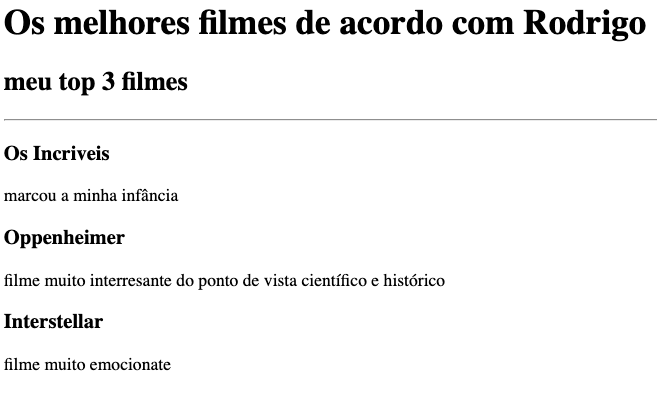 Os melhores filmes de acordo com Rodrigo
meu top 3 filmes
Os Incriveis
marcou a minha infância
Oppenheimer
filme muito interresante do ponto de vista científico e histórico
Interstellar
filme muito emocionate